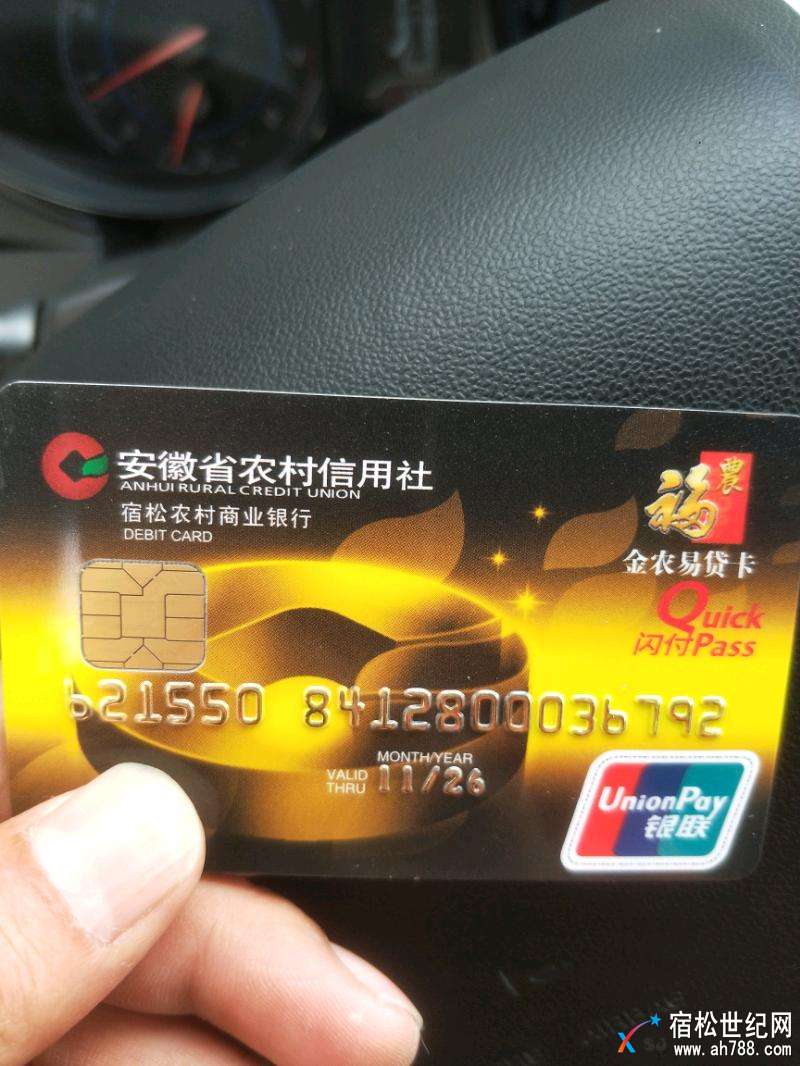 安徽省农村信用社
ANHUI RURAL CREDIT UNION
宿松农村商业银行
DEBIT CARD
農
福
金农易贷卡
Quick
闪付Pass
621550 8412800036792
MONTH/YEAR
VALID THRU 11/26
UnionPay
银联
宿松世纪网
www.ah788.com